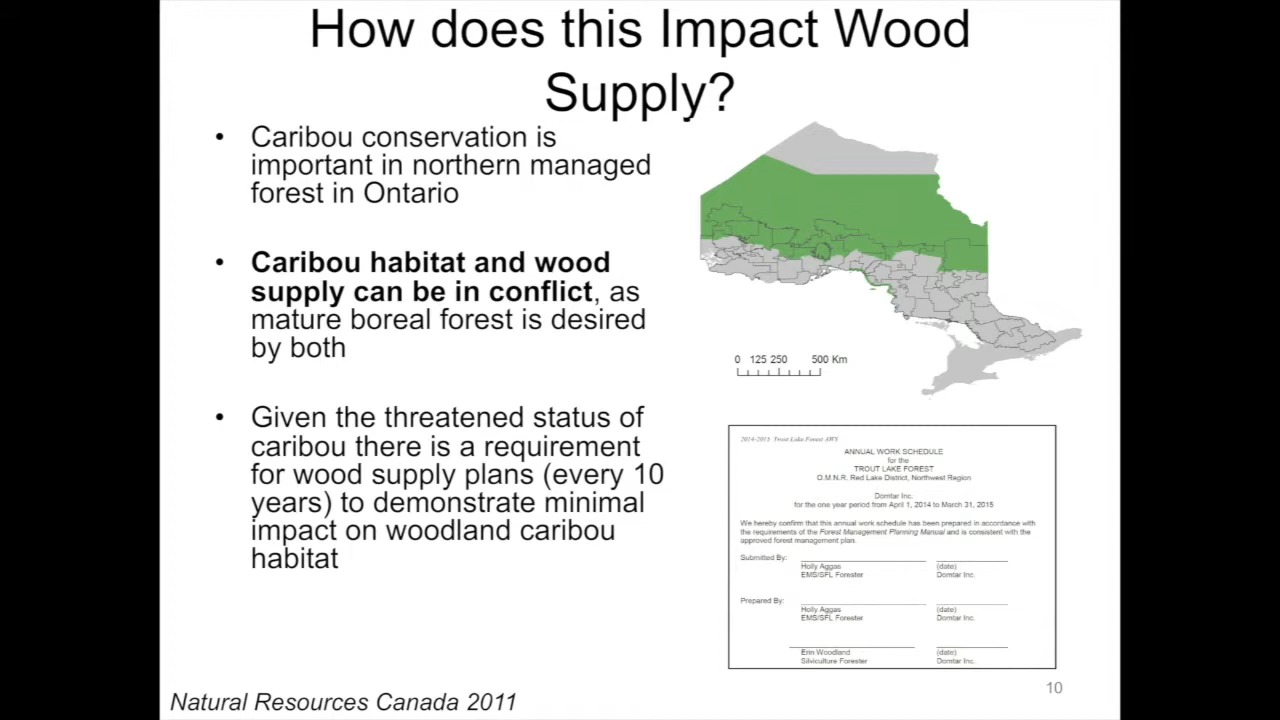 How does this Impact Wood
Supply?
• Caribou conservation is
important in northern managed
forest in Ontario
• Caribou habitat and wood
supply can be in conflict, as
mature boreal forest is desired
by both
• Given the threatened status of
caribou there is a requirement
for wood supply plans (every 10
years) to demonstrate minimal
impact on woodland caribou
habitat
0 125 250 500 Km
Trout Lake Forest AWS
ANNUAL WORK SCHEDULE
for the
TROUT LAKE FOREST
O.M.N.R. Red Lake District, Northwest Region
Domtar Inc.
for the one year period from April 1, 2014 to March 31, 2015
We hereby confirm that this annual work schedule has been prepared in accordance with
the requirements of the Forest Management Planning Manual and is consistent with the
approved forest management plan.
Submitted By:
Holly Aggas (date)
EMS/SFL Forester Domtar Inc.
Prepared By:
Holly Aggas (date)
EMS/SFL Forester Domtar Inc.
Erin Woodland (date)
Silviculture Forester Domtar Inc.
10
Natural Resources Canada 2011